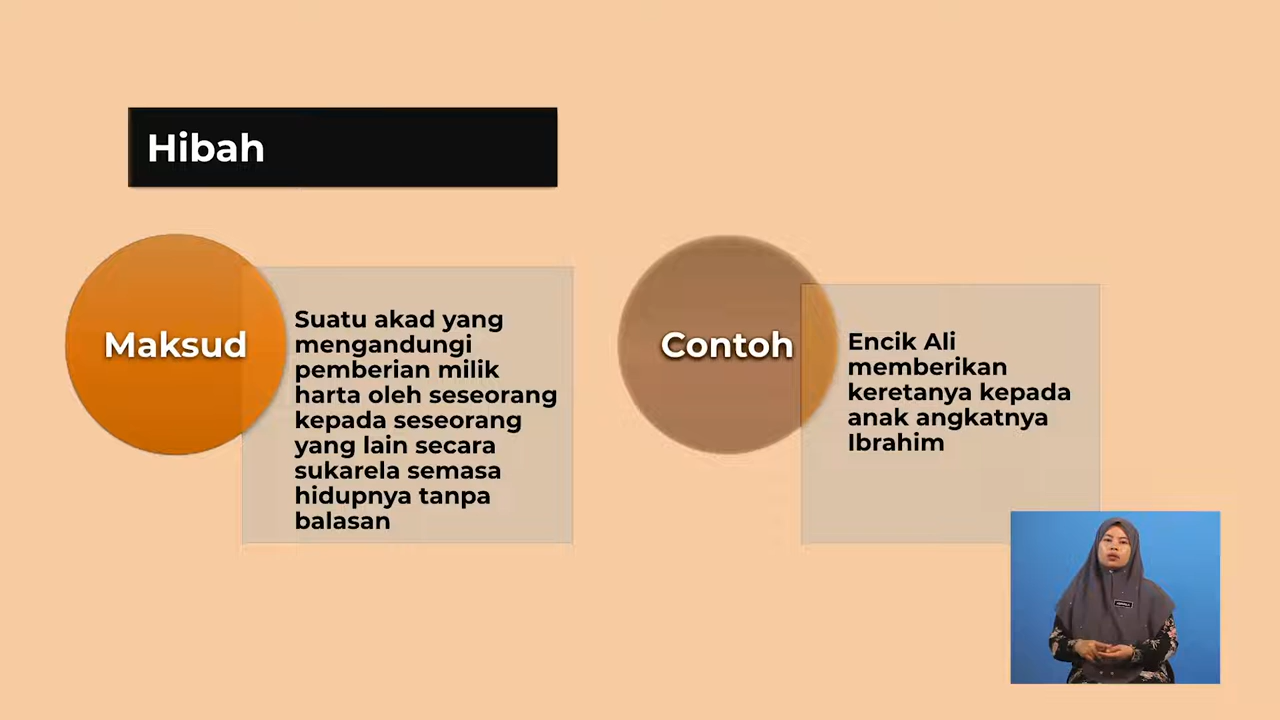 Hibah
Maksud
Suatu akad yang
mengandungi
pemberian milik
harta oleh seseorang
kepada seseorang
yang lain secara
sukarela semasa
hidupnya tanpa
balasan
Contoh
Encik Ali
memberikan
keretanya kepada
anak angkatnya
Ibrahim